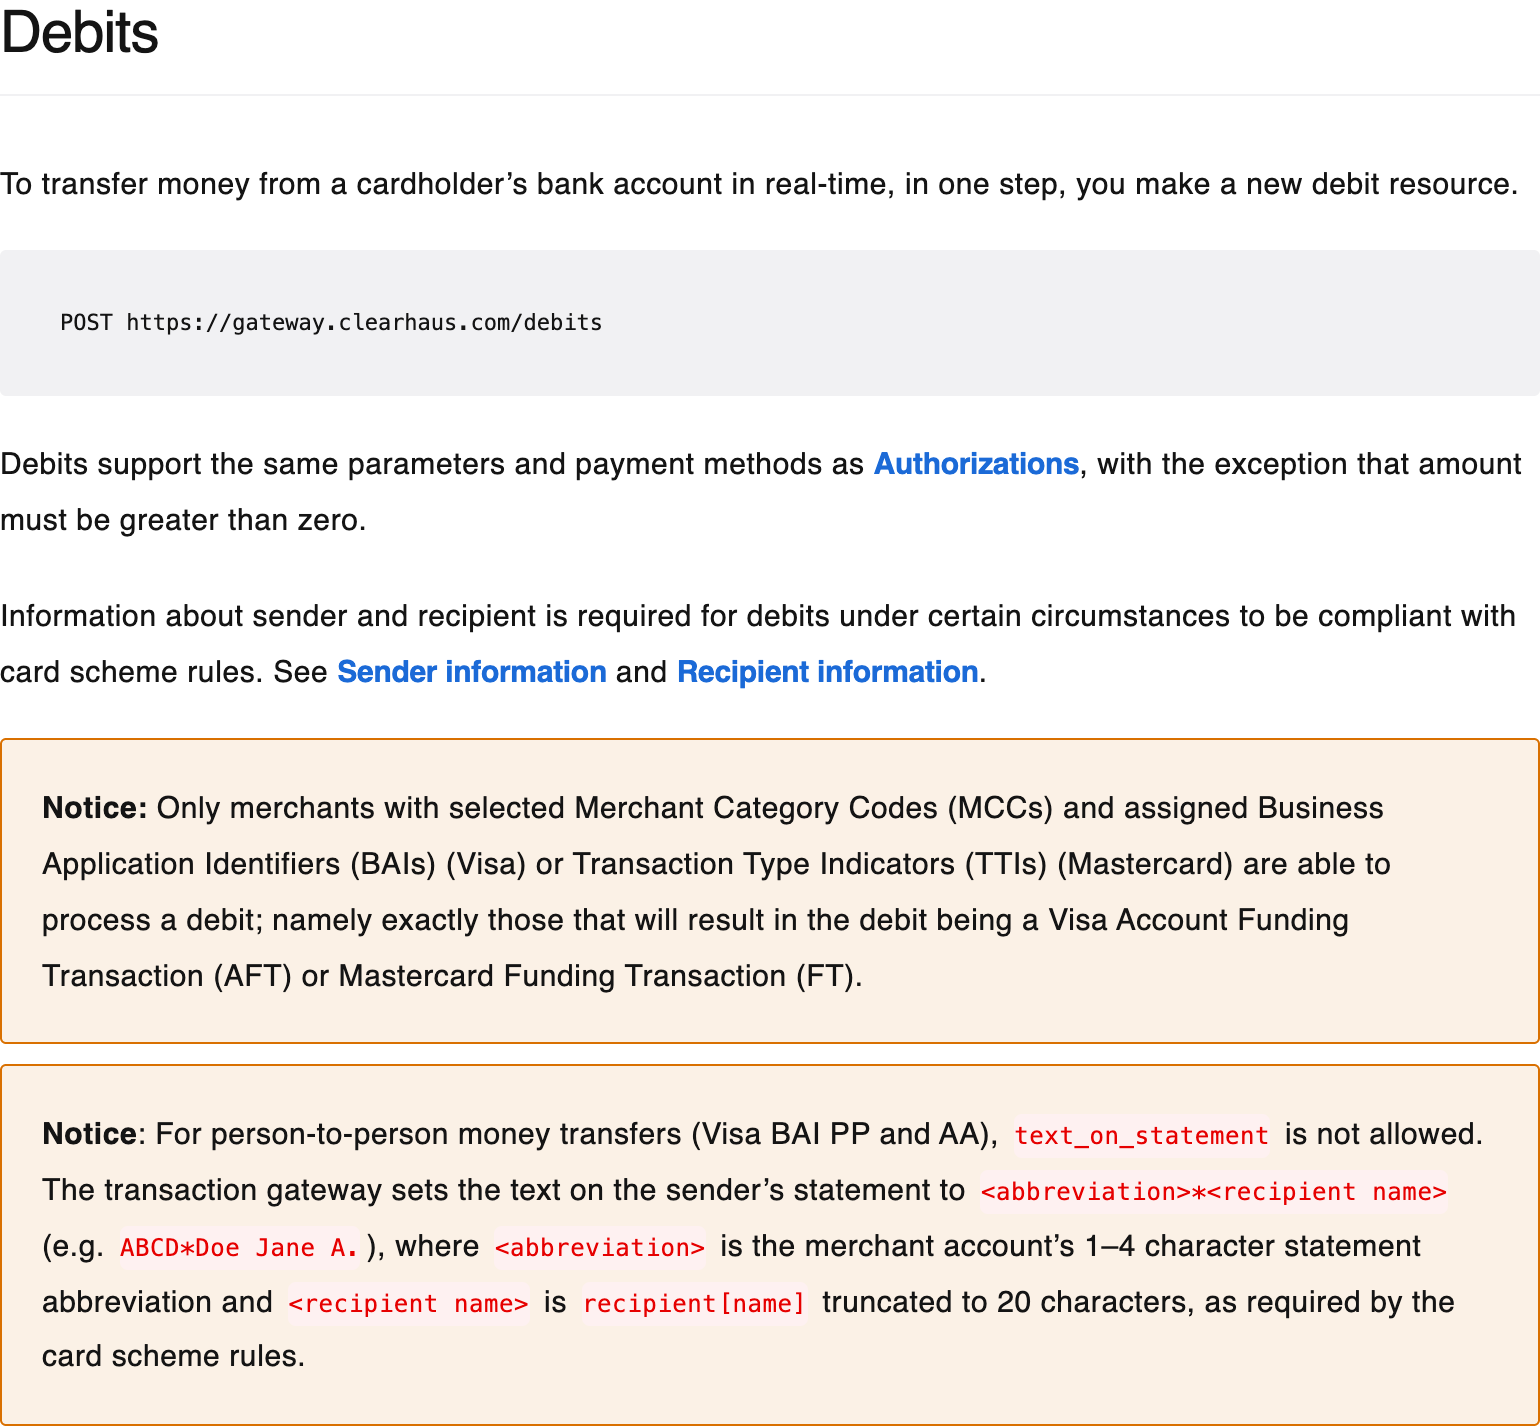 Debits
To transfer money from a cardholder’s bank account in real-time, in one step, you make a new debit resource.
POST https://gateway.clearhaus.com/debits
Debits support the same parameters and payment methods as Authorizations, with the exception that amount
must be greater than zero.
Information about sender and recipient is required for debits under certain circumstances to be compliant with
card scheme rules. See Sender information and Recipient information.
Notice: Only merchants with selected Merchant Category Codes (MCCs) and assigned Business
Application Identifiers (BAIs) (Visa) or Transaction Type Indicators (TTIs) (Mastercard) are able to
process a debit; namely exactly those that will result in the debit being a Visa Account Funding
Transaction (AFT) or Mastercard Funding Transaction (FT).
Notice: For person-to-person money transfers (Visa BAI PP and AA), text_on_statement is not allowed.
The transaction gateway sets the text on the sender’s statement to <abbreviation>*<recipient name>
(e.g. ABCD*Doe Jane A. ), where <abbreviation> is the merchant account’s 1–4 character statement
abbreviation and <recipient name> is recipient[name] truncated to 20 characters, as required by the
card scheme rules.